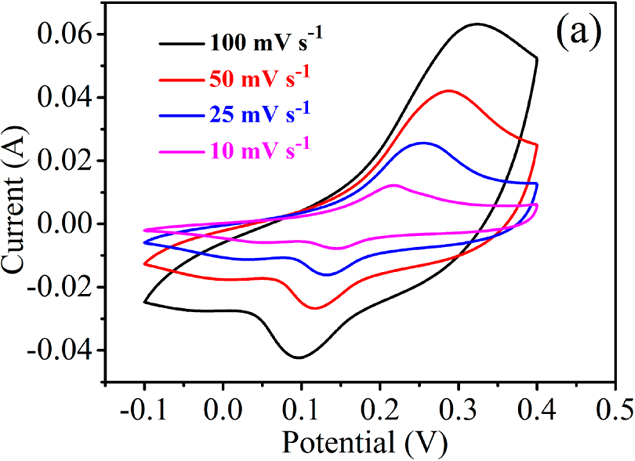 (a)
100 mV s-1
50 mV s-1
25 mV s-1
10 mV s-1
Current (A)
0.06
0.04
0.02
0.00
-0.02
-0.04
-0.1 0.0 0.1 0.2 0.3 0.4 0.5
Potential (V)